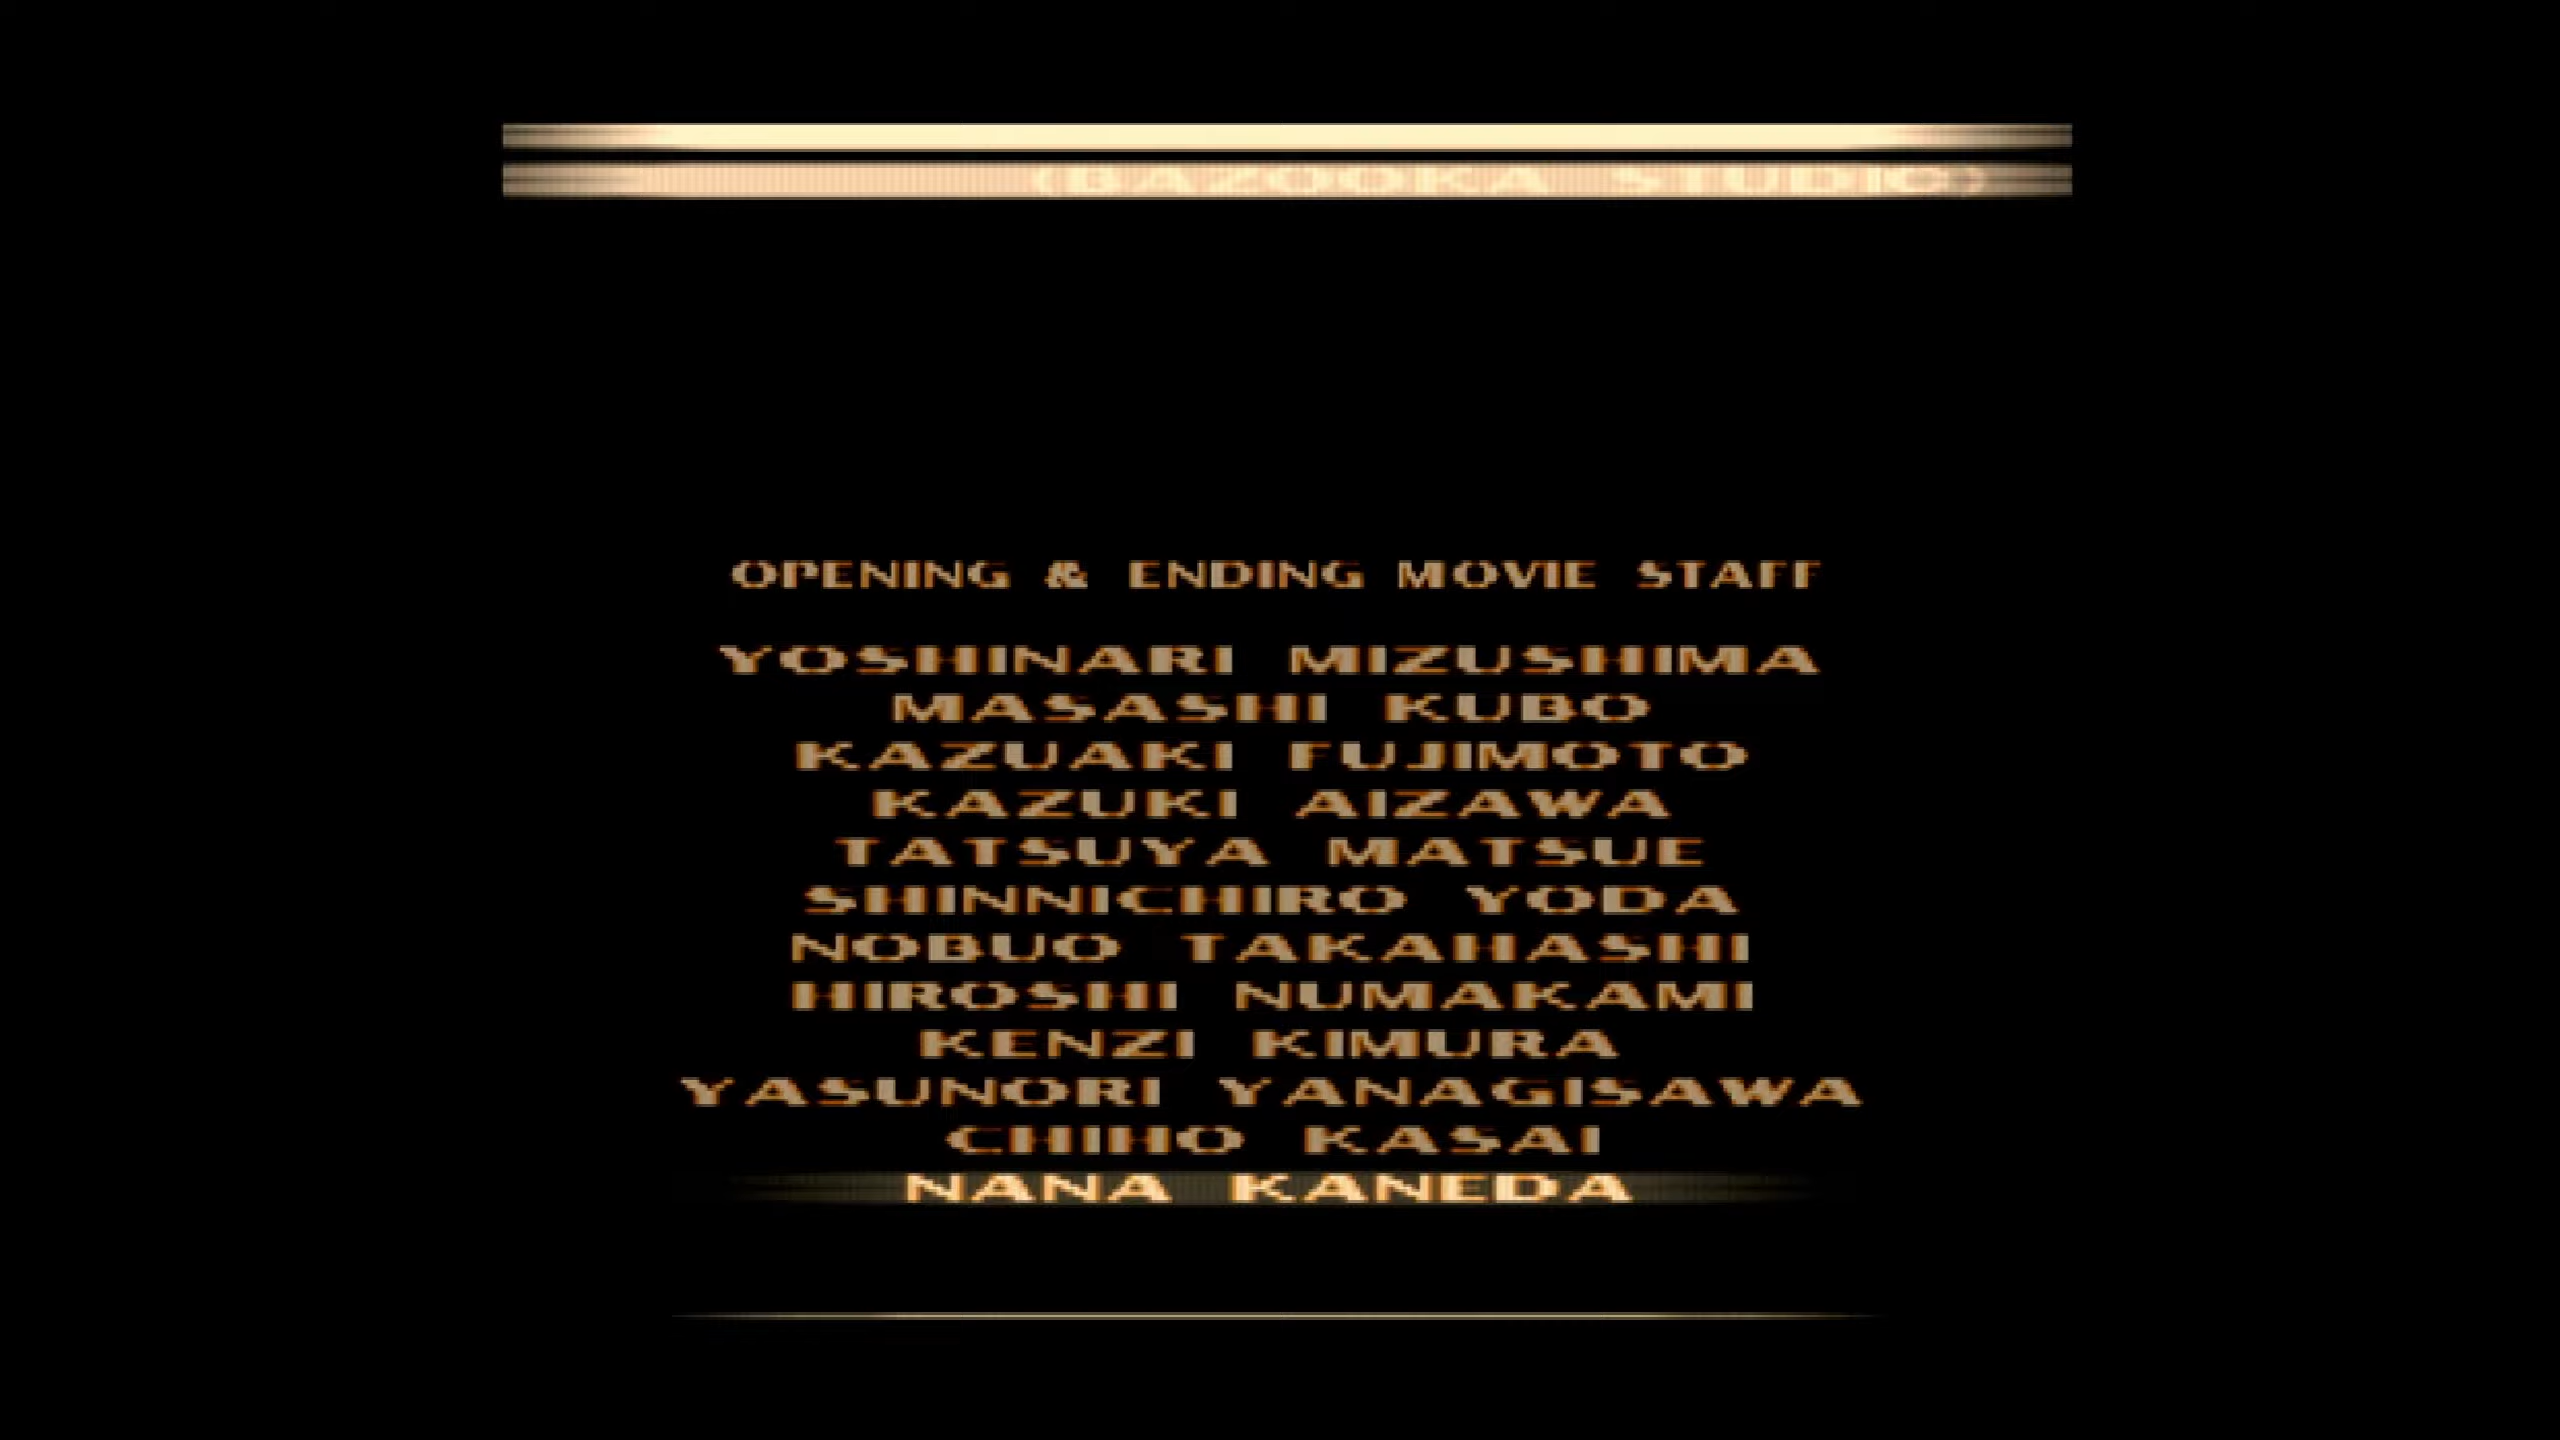 (BAZOOKA STUDIO)
OPENING & ENDING MOVIE STAFF
YOSHINARI MIZUSHIMA
MASASHI KUBO
KAZUAKI FUJIMOTO
KAZUKI AIZAWA
TATSUYA MATSUE
SHINNICHIRO YODA
NOBUO TAKAHASHI
HIROSHI NUMAKAMI
KENZI KIMURA
YASUNORI YANAGISAWA
CHIHO KASAI
NANA KANEDA